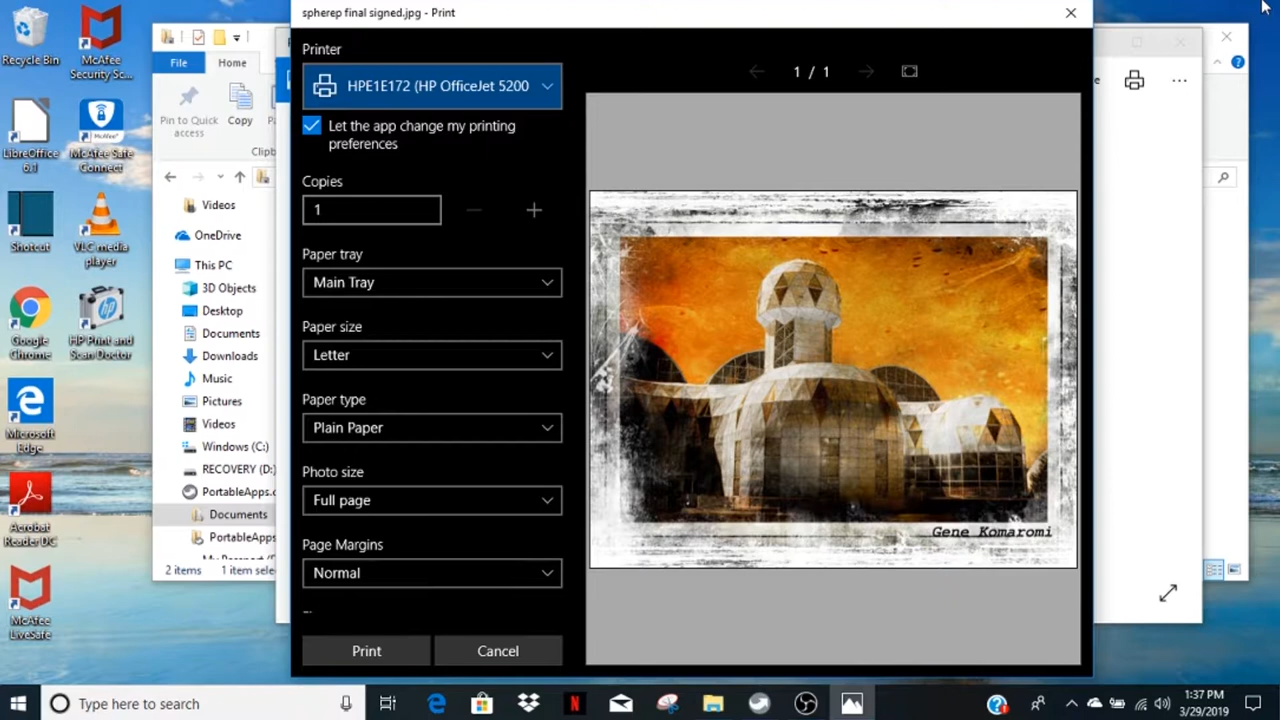 spherep final signed.jpg - Print
Recycle Bin
McAfee
Security Sc...
LibreOffice
6.1
McAfee Safe
Connect
Shotcut
VLC media
player
Google
Chrome
HP Print and
Scan Doctor
Microsoft
Edge
Acrobat
Reader DC
McAfee
LiveSafe
File
Home
Pin to Quick
access
Copy
Clipb
Videos
OneDrive
This PC
3D Objects
Desktop
Documents
Downloads
Music
Pictures
Videos
Windows (C:)
RECOVERY (D:)
PortableApps.c
Documents
PortableApps
2 items
1 item sele
Printer
HPE1E172 (HP OfficeJet 5200
Let the app change my printing
preferences
Copies
1
Paper tray
Main Tray
Paper size
Letter
Paper type
Plain Paper
Photo size
Full page
Page Margins
Normal
Print
Cancel
1 / 1
Gene Komaromi
Type here to search
1:37 PM
3/29/2019